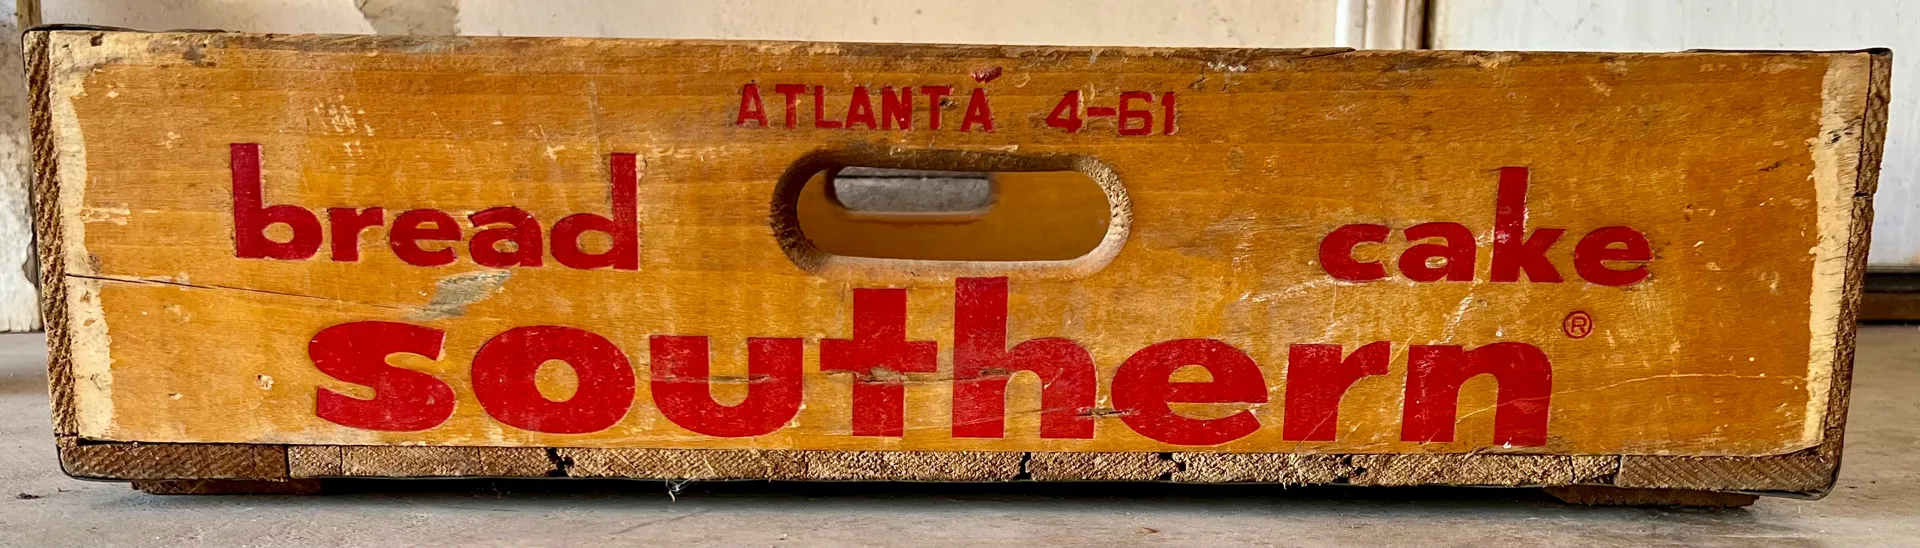 ATLANTA 4-61
bread cake
southern®